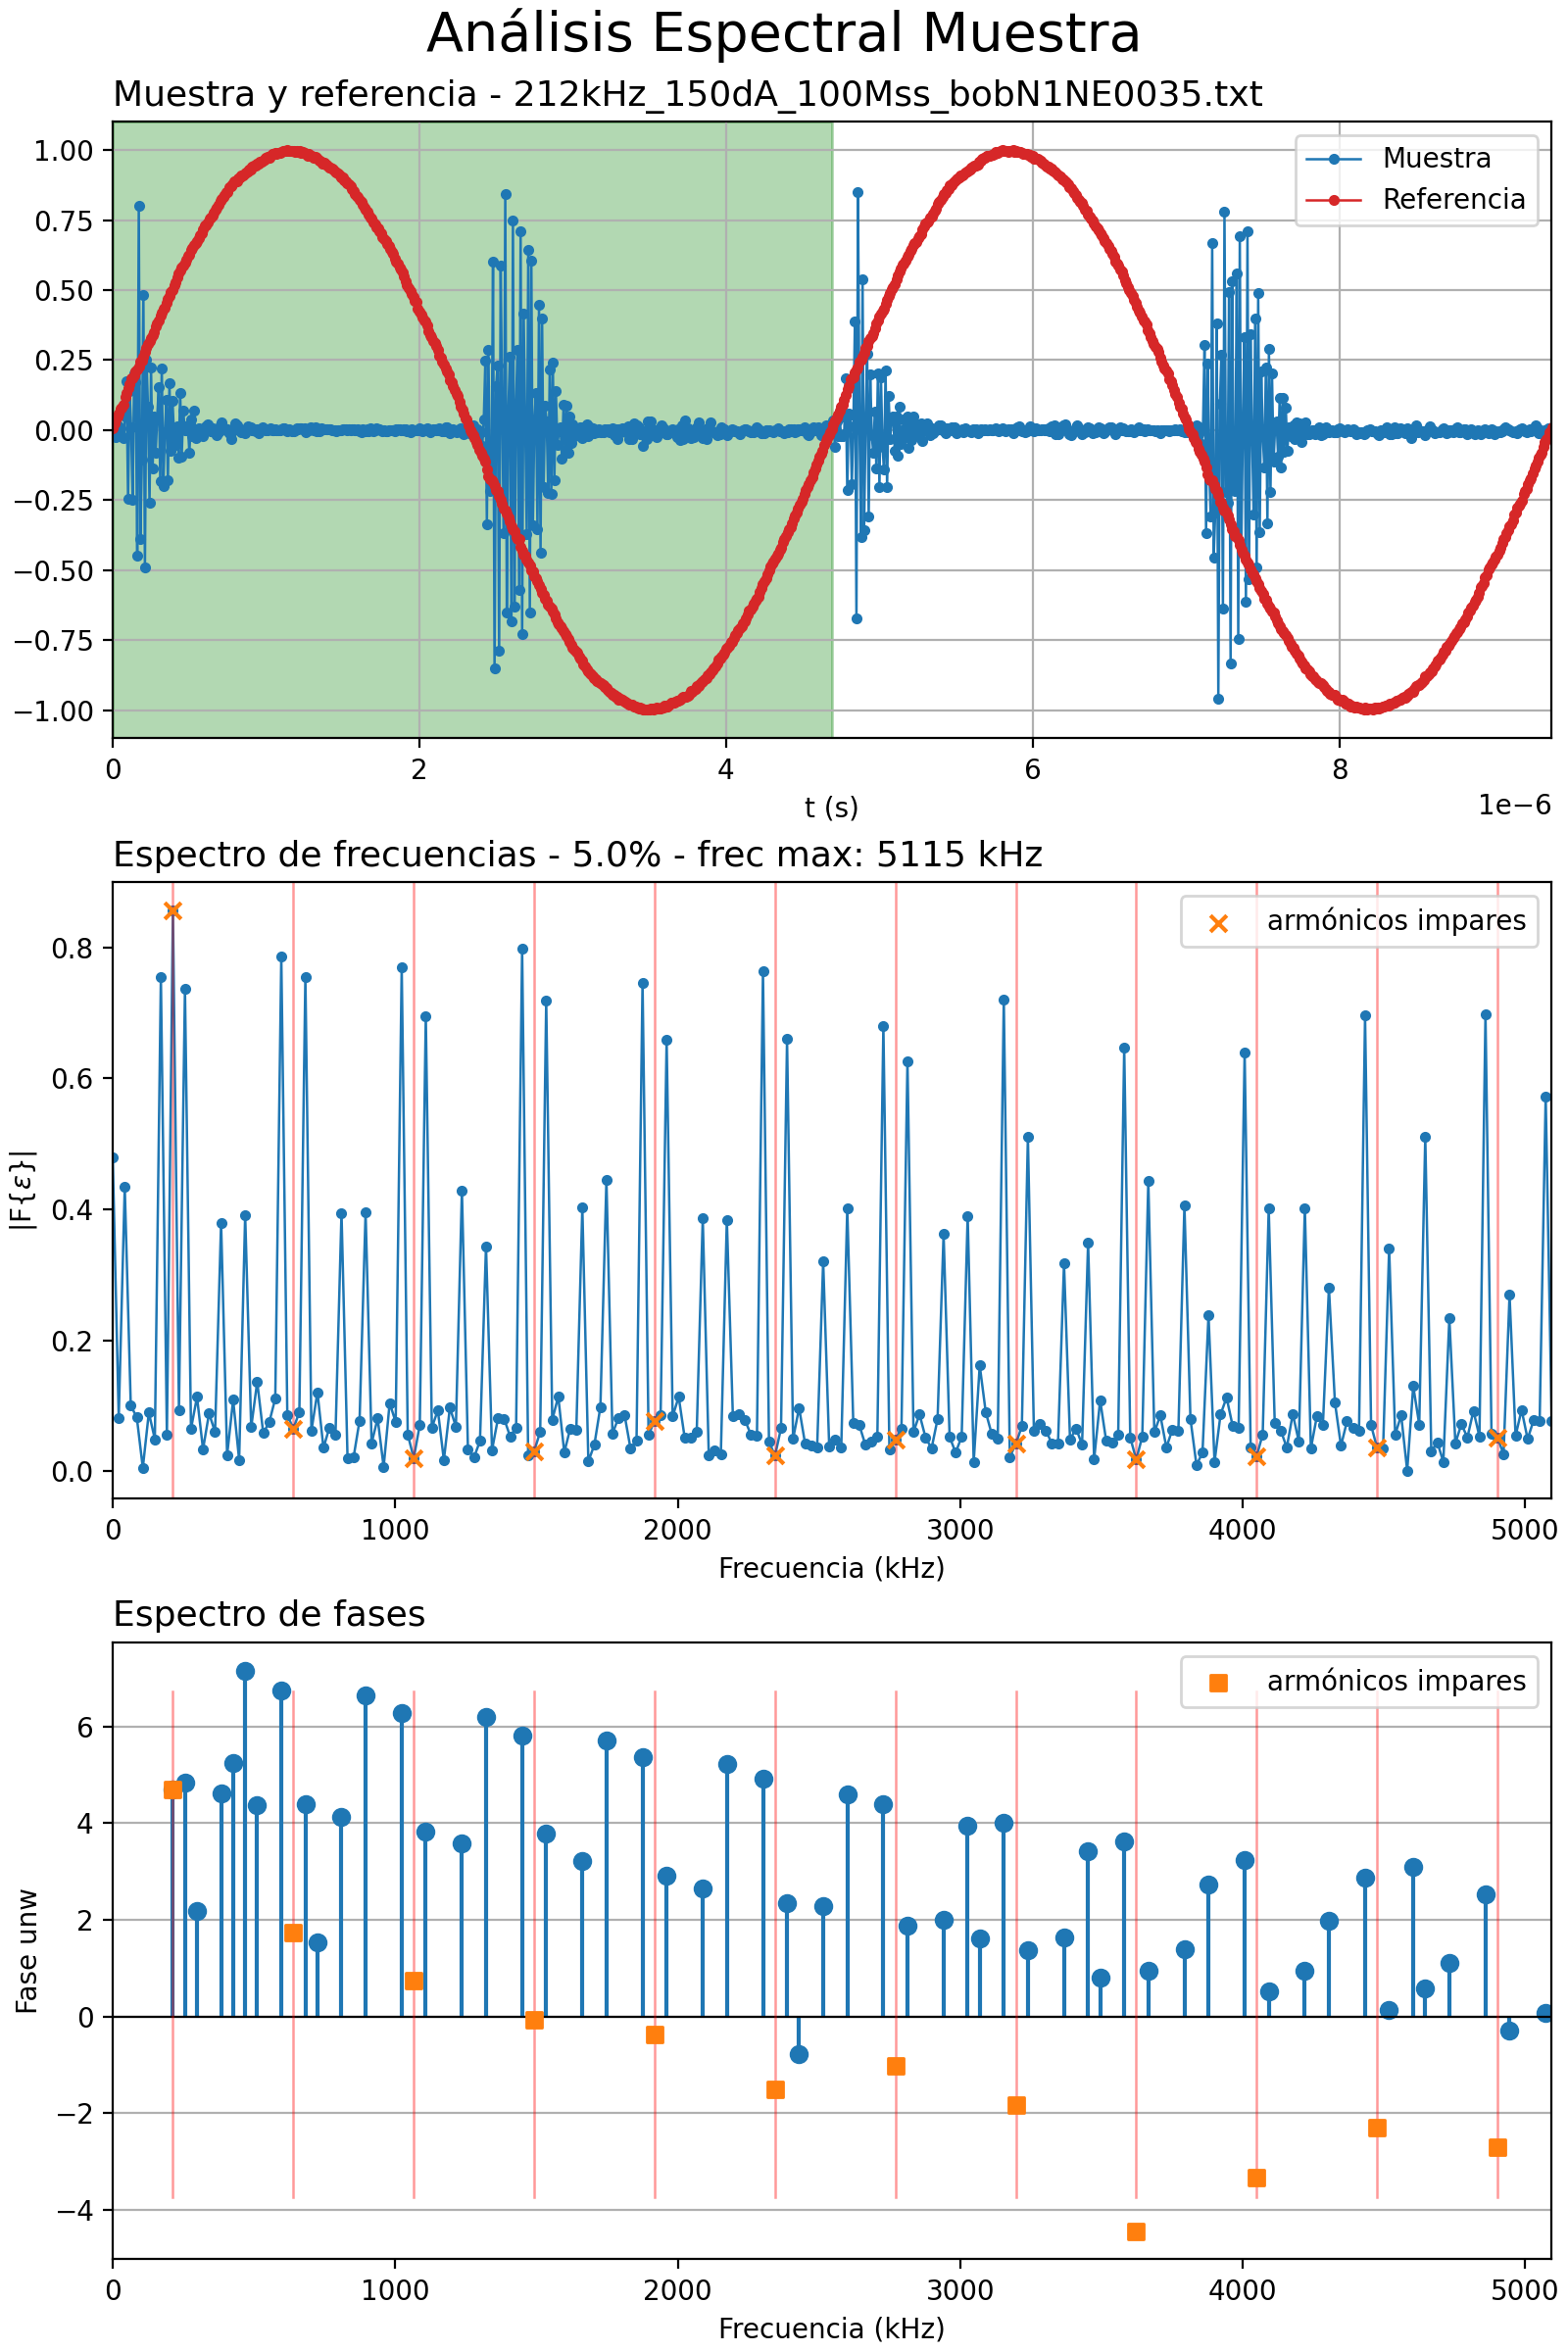 Análisis Espectral Muestra
Muestra y referencia - 212kHz_150dA_100Mss_bobN1NE0035.txt
1.00
0.75
0.50
0.25
0.00
−0.25
−0.50
−0.75
−1.00
Muestra
Referencia
0 2 4 6 8
t (s)
1e−6
Espectro de frecuencias - 5.0% - frec max: 5115 kHz
armónicos impares
|F{ε}|
0.8
0.6
0.4
0.2
0.0
0 1000 2000 3000 4000 5000
Frecuencia (kHz)
Espectro de fases
armónicos impares
Fase unw
6
4
2
0
−2
−4
0 1000 2000 3000 4000 5000
Frecuencia (kHz)